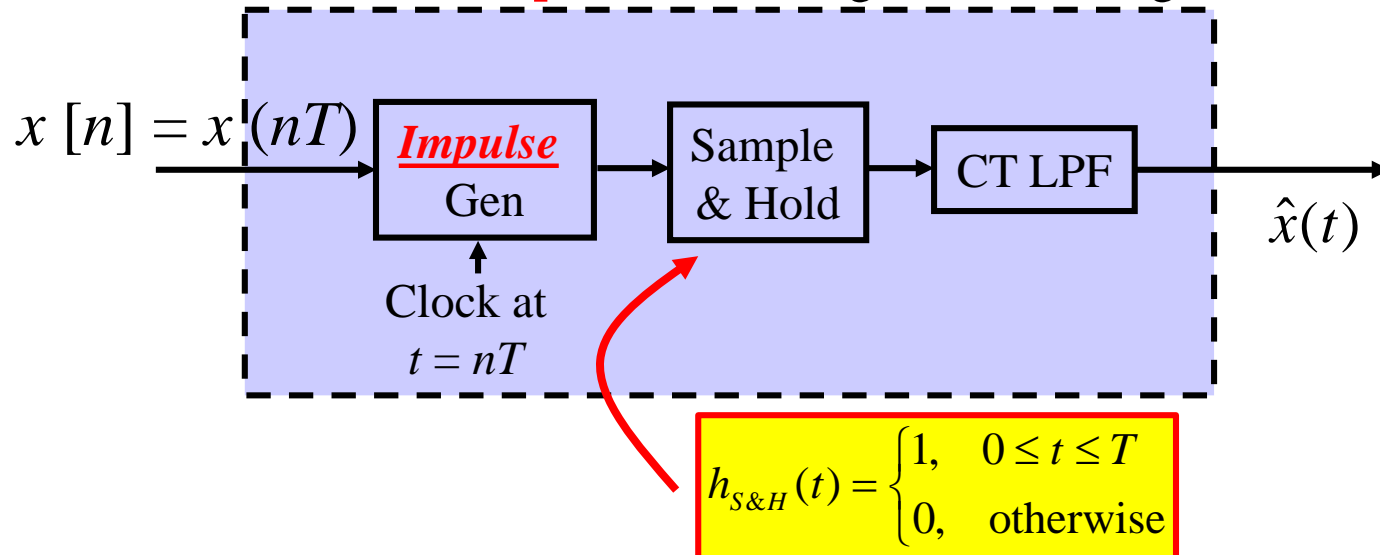 x [n] = x (nT)
Impulse
Gen
Sample
& Hold
CT LPF
x̂(t)
Clock at
t = nT
h_{S&H}(t) = {1, 0 ≤ t ≤ T
0, otherwise